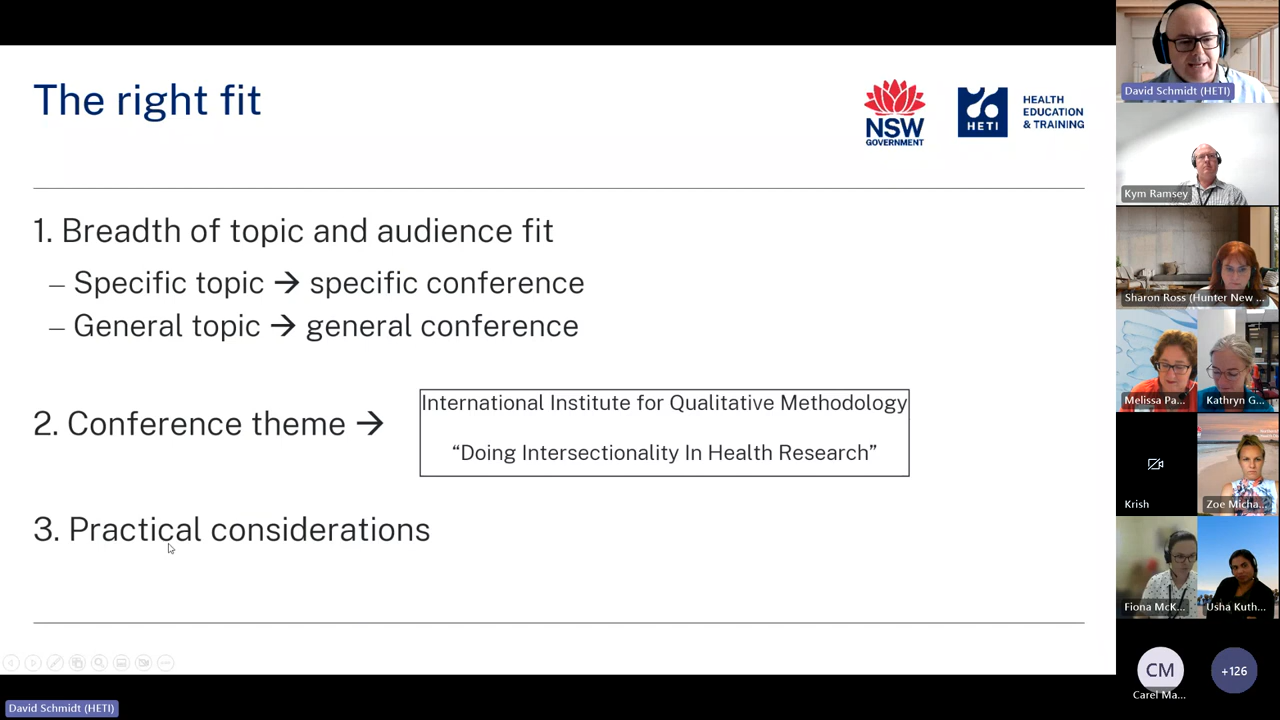 The right fit
NSW
GOVERNMENT
HETI
HEALTH
EDUCATION
& TRAINING
1. Breadth of topic and audience fit
– Specific topic → specific conference
– General topic → general conference
2. Conference theme →
International Institute for Qualitative Methodology
“Doing Intersectionality In Health Research”
3. Practical considerations
David Schmidt (HETI)
David Schmidt (HETI)
Kym Ramsey
Sharon Ross (Hunter New ...
Melissa Pa...
Kathryn G...
Krish
Zoe Micha...
Fiona McK...
Usha Kuth...
CM
Carel Ma...
+126